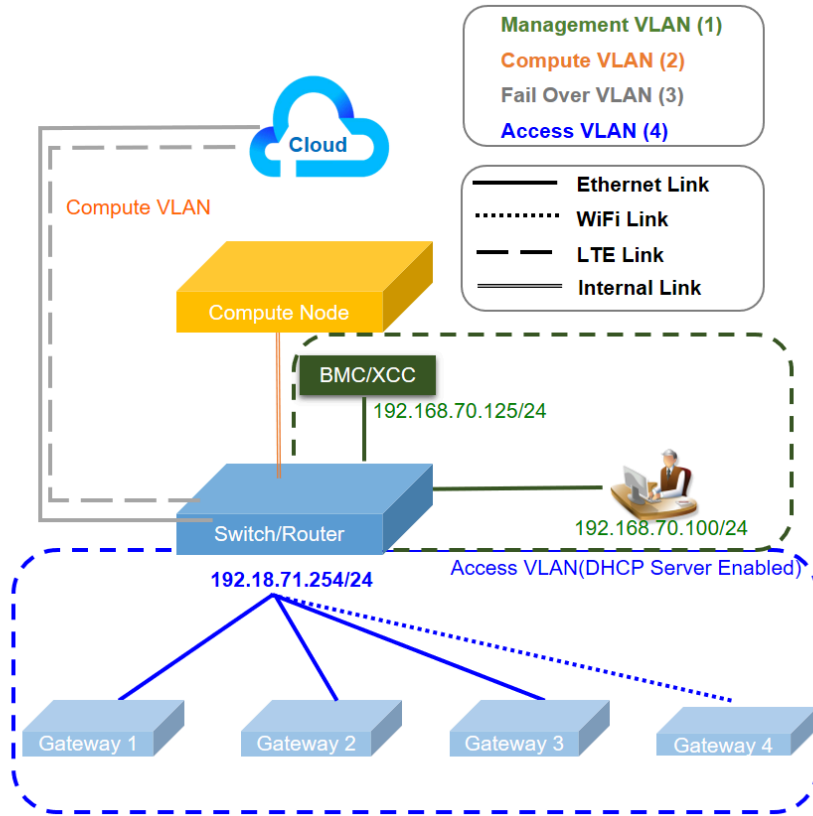 Management VLAN (1)
Compute VLAN (2)
Fail Over VLAN (3)
Access VLAN (4)
Cloud
Ethernet Link
WiFi Link
LTE Link
Internal Link
Compute VLAN
Compute Node
BMC/XCC
192.168.70.125/24
Switch/Router
192.168.70.100/24
Access VLAN(DHCP Server Enabled)
192.18.71.254/24
Gateway 1
Gateway 2
Gateway 3
Gateway 4